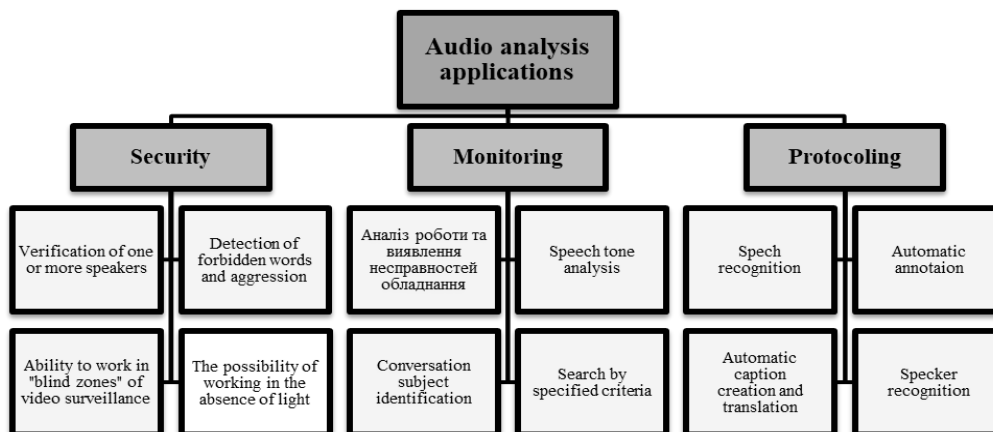 Audio analysis
applications
Security
Monitoring
Protocoling
Verification of one
or more speakers
Detection of
forbidden words
and aggression
Аналіз роботи та
виявлення
несправностей
обладнання
Speech tone
analysis
Spech
recognition
Automatic
annotaion
Ability to work in
"blind zones" of
video surveillance
The possibility of
working in the
absence of light
Conversation
subject
identification
Search by
specified criteria
Automatic
caption
creation and
translation
Specker
recognition